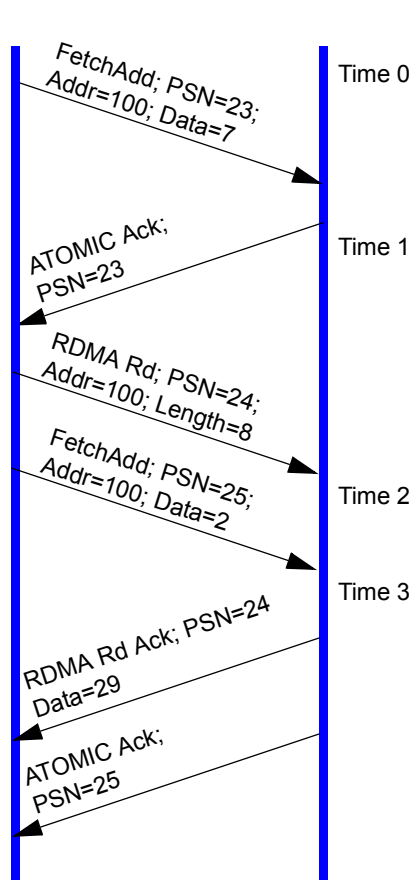 FetchAdd; PSN=23;
Addr=100; Data=7
Time 0
ATOMIC Ack;
PSN=23
Time 1
RDMA Rd; PSN=24;
Addr=100; Length=8
FetchAdd; PSN=25;
Addr=100; Data=2
Time 2
Time 3
RDMA Rd Ack; PSN=24
Data=29
ATOMIC Ack;
PSN=25